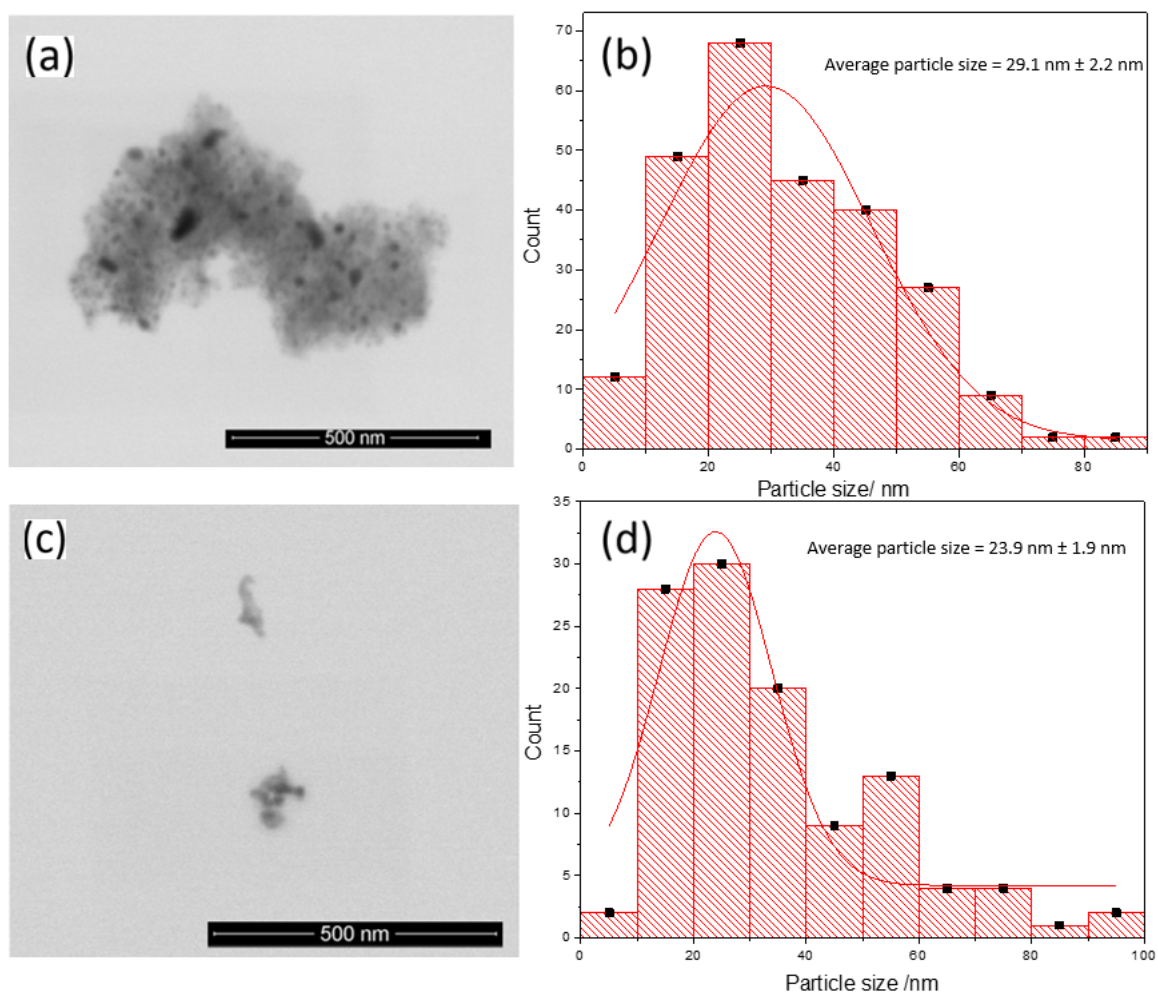 (a)
500 nm
(b)
Average particle size = 29.1 nm ± 2.2 nm
Count
70
60
50
40
30
20
10
0
0 20 40 60 80
Particle size/ nm
(c)
500 nm
(d)
Average particle size = 23.9 nm ± 1.9 nm
Count
35
30
25
20
15
10
5
0
0 20 40 60 80 100
Particle size /nm